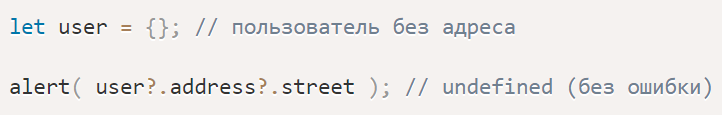 let user = {}; // пользователь без адреса
alert( user?.address?.street ); // undefined (без ошибки)